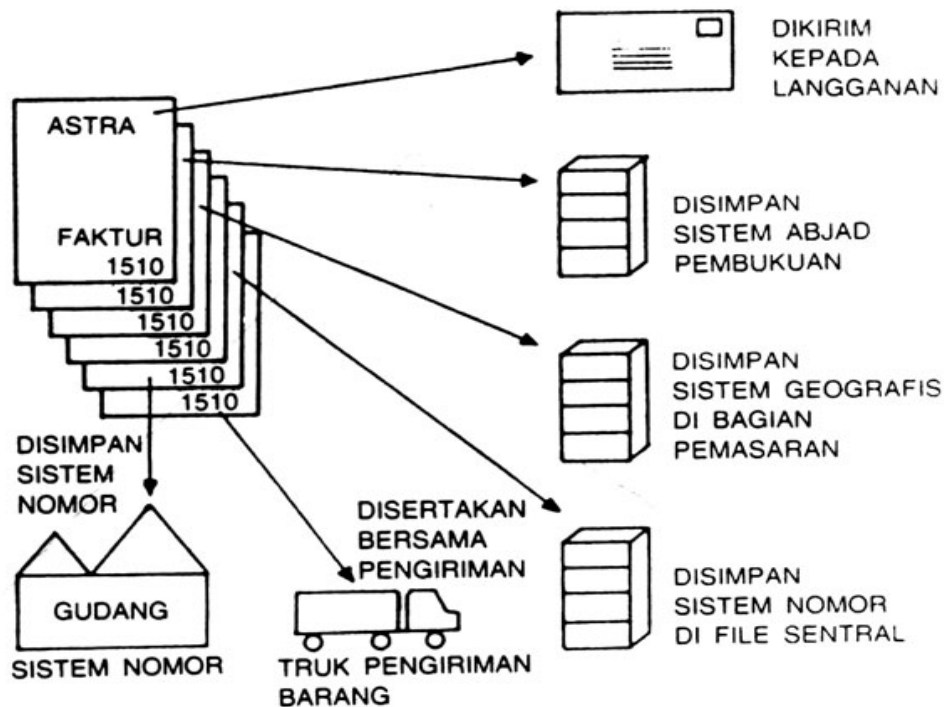 ASTRA
FAKTUR
1510
1510
1510
1510
1510
1510
DIKIRIM
KEPADA
LANGGANAN
DISIMPAN
SISTEM ABJAD
PEMBUKUAN
DISIMPAN
SISTEM GEOGRAFIS
DI BAGIAN
PEMASARAN
DISIMPAN
SISTEM NOMOR
DI FILE SENTRAL
DISIMPAN
SISTEM
NOMOR
GUDANG
SISTEM NOMOR
DISERTAKAN
BERSAMA
PENGIRIMAN
TRUK PENGIRIMAN
BARANG